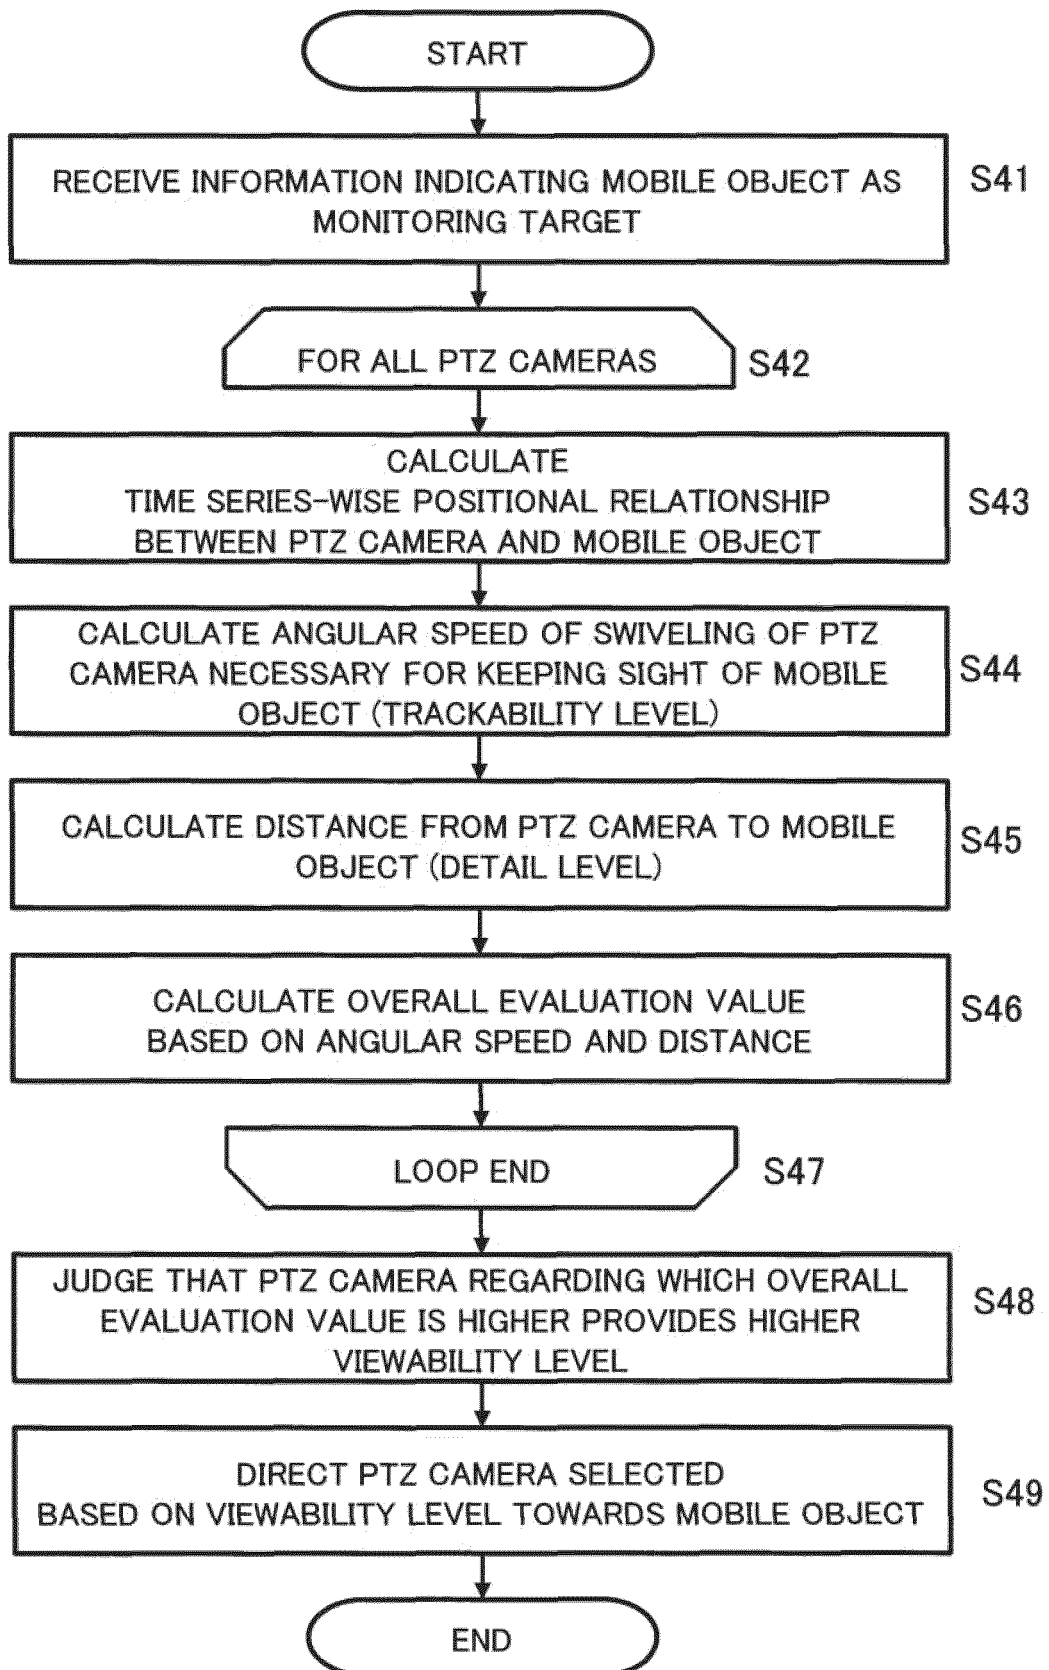 START
RECEIVE INFORMATION INDICATING MOBILE OBJECT AS
MONITORING TARGET
S41
FOR ALL PTZ CAMERAS
S42
CALCULATE
TIME SERIES-WISE POSITIONAL RELATIONSHIP
BETWEEN PTZ CAMERA AND MOBILE OBJECT
S43
CALCULATE ANGULAR SPEED OF SWIVELING OF PTZ
CAMERA NECESSARY FOR KEEPING SIGHT OF MOBILE
OBJECT (TRACKABILITY LEVEL)
S44
CALCULATE DISTANCE FROM PTZ CAMERA TO MOBILE
OBJECT (DETAIL LEVEL)
S45
CALCULATE OVERALL EVALUATION VALUE
BASED ON ANGULAR SPEED AND DISTANCE
S46
LOOP END
S47
JUDGE THAT PTZ CAMERA REGARDING WHICH OVERALL
EVALUATION VALUE IS HIGHER PROVIDES HIGHER
VIEWABILITY LEVEL
S48
DIRECT PTZ CAMERA SELECTED
BASED ON VIEWABILITY LEVEL TOWARDS MOBILE OBJECT
S49
END